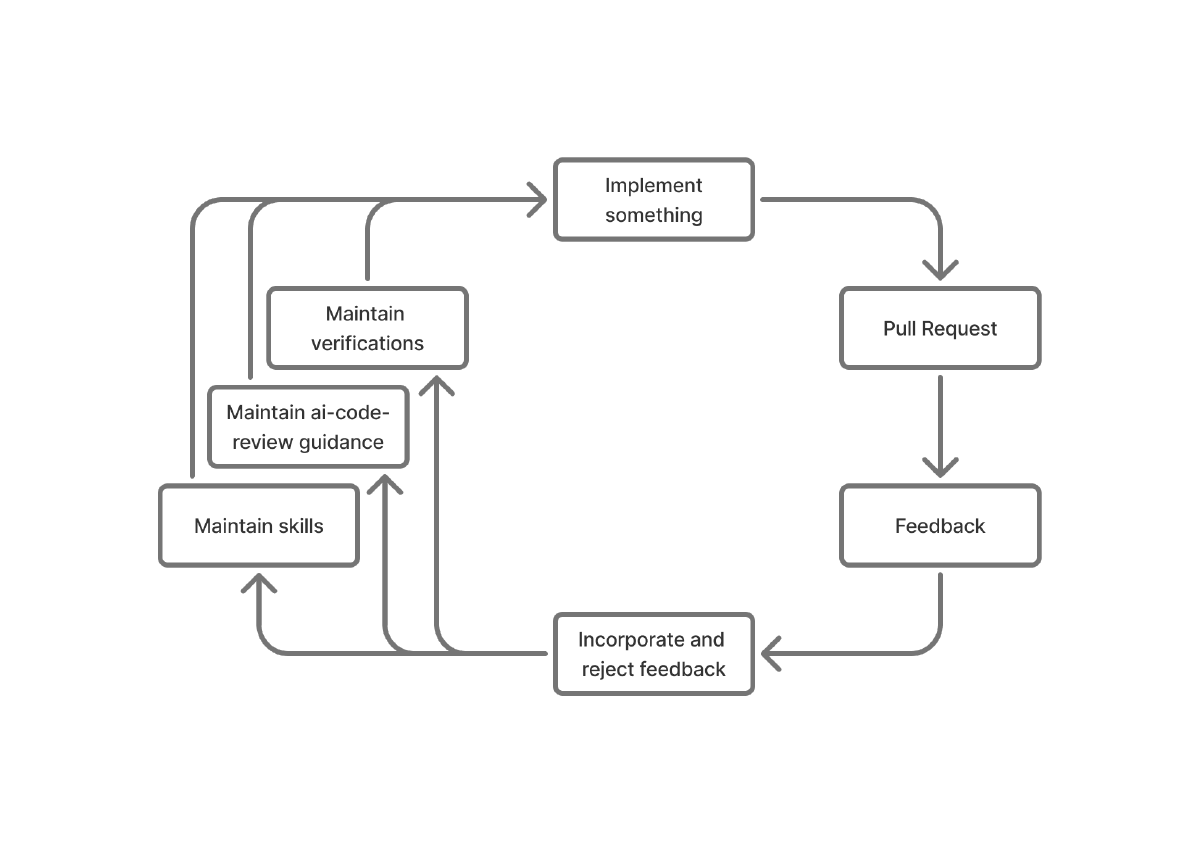 Implement
something
Maintain
verifications
Pull Request
Maintain ai-code-
review guidance
Maintain skills
Feedback
Incorporate and
reject feedback